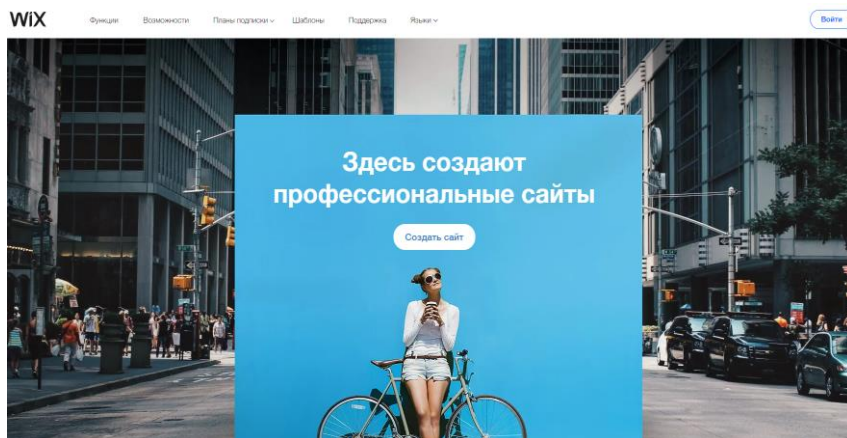 WiX Функции Возможности Планы подписки Шаблоны Поддержка Языки Войти
Здесь создают
профессиональные сайты
Создать сайт